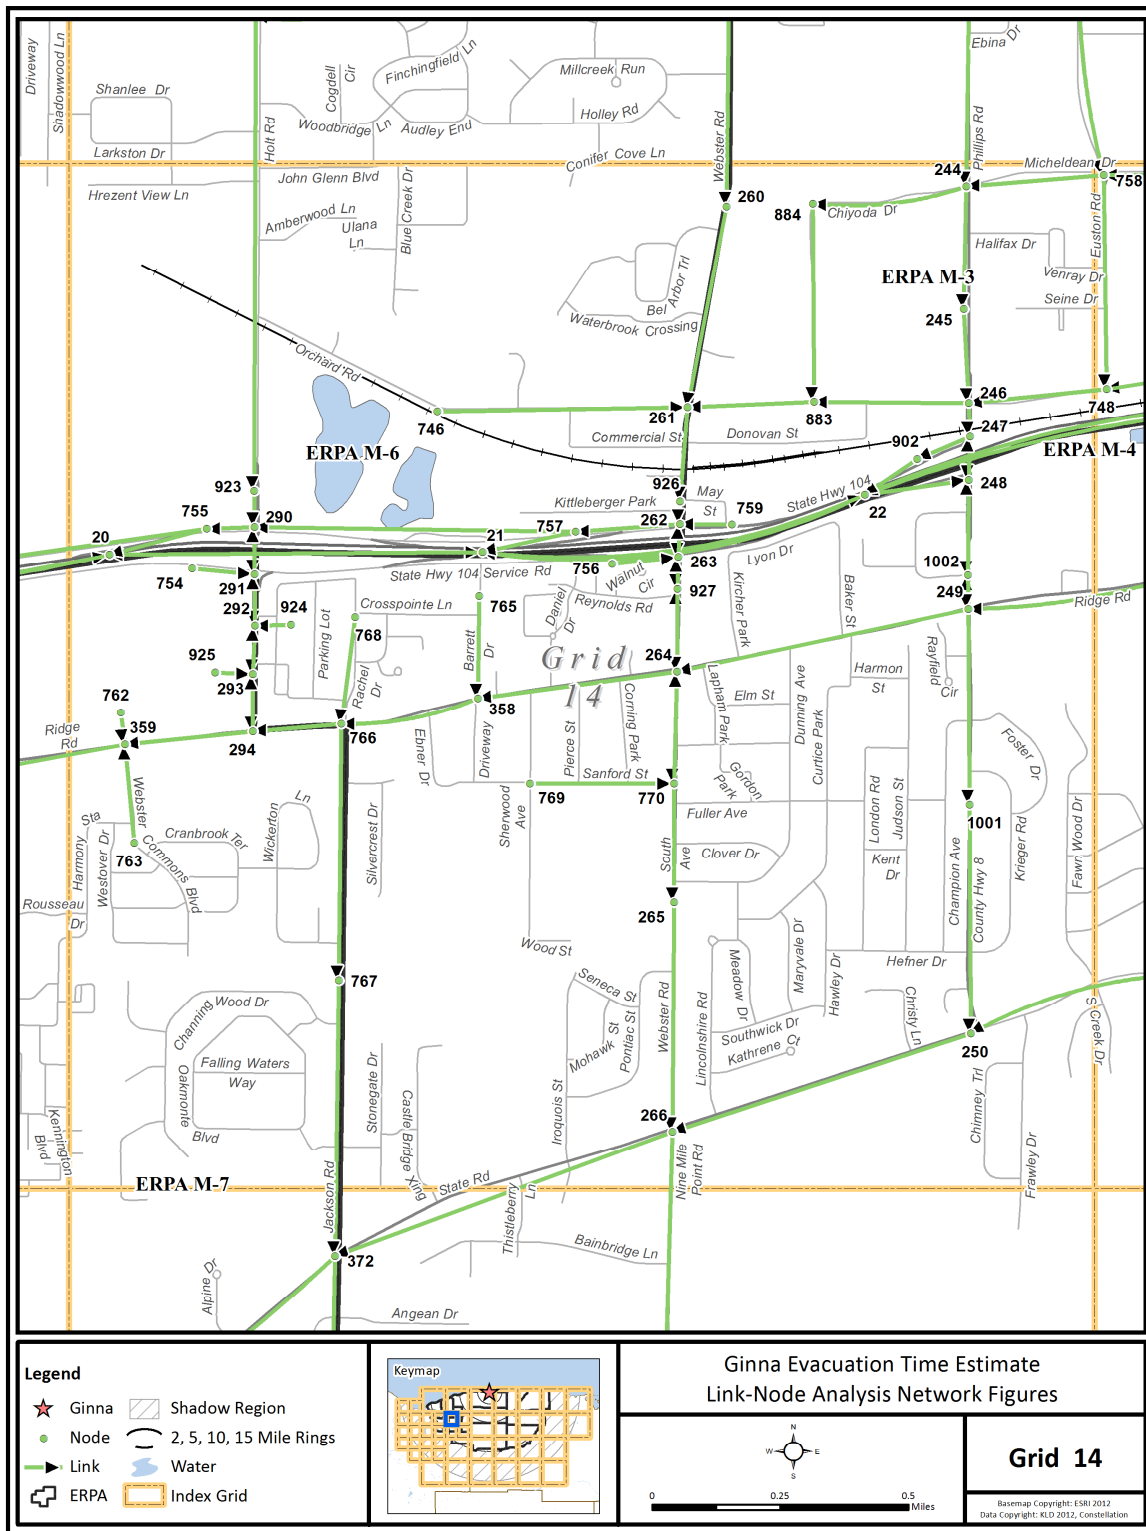 Driveway
Shadowwood Ln
Shanlee Dr
Larkston Dr
Hrezent View Ln
Holt Rd
Cogdell
Cir
Finchingfield Ln
Woodbridge Ln
Audley End
Millcreek Run
Holley Rd
Conifer Cove Ln
Webster Rd
Ebina Dr
Phillips Rd
Micheldean Dr
244
758
John Glenn Blvd
Blue Creek Dr
Amberwood Ln
Ulana
Ln
260
884
Chiyoda Dr
Euston Rd
Halifax Dr
ERPA M-3
Venray Dr
Seine Dr
245
Bel
Arbor Trl
Waterbrook Crossing
Orchard Rd
746
261
883
246
748
Commercial St
Donovan St
247
902
ERPA M-6
ERPA M-4
923
926
May
St
State Hwy 104
248
Kittleberger Park
755
290
757
262
759
22
20
21
754
291
State Hwy 104 Service Rd
756
Walnut
Cir
263
Lyon Dr
1002
292
924
Crosspointe Ln
765
Daniel
Dr
Reynolds Rd
927
Kircher Park
Baker St
249
Ridge Rd
768
Parking Lot
Barrett
Dr
Grid
14
264
925
293
Rachel
Dr
Harmon
St
Rayfield
Cir
762
358
Lapham Park
Elm St
Dunning Ave
Ridge
Rd
359
294
766
Ebner Dr
Driveway
Pierce St
Corning Park
Curtice Park
Foster Dr
Sanford St
Gordon
Park
769
770
Webster
Commons Blvd
Sta
Harmony
Westover Dr
Cranbrook Ter
763
Wickerton
Ln
Silvercrest Dr
Sherwood
Ave
Fuller Ave
London Rd
Judson St
1001
South
Ave
Clover Dr
Kent
Dr
Champion Ave
County Hwy 8
Krieger Rd
Fawn Wood Dr
Rousseau
Dr
265
Wood St
767
Seneca St
Webster Rd
Meadow Dr
Maryvale Dr
Hawley Dr
Hefner Dr
Channing
Wood Dr
Mohawk St
Pontiac St
Lincolnshire Rd
Southwick Dr
Kathrene Ct
Christy Ln
S Creek Dr
250
Falling Waters
Way
Oakmonte
Blvd
Stonegate Dr
Castle Bridge
Xing
Iroquois St
266
Chimney Trl
Kennington
Blvd
ERPA M-7
Jackson Rd
State Rd
Thistleberry
Ln
Nine Mile
Point Rd
Frawley Dr
372
Bainbridge Ln
Alpine Dr
Angean Dr
Legend
Ginna
Shadow Region
Node
2, 5, 10, 15 Mile Rings
Link
Water
ERPA
Index Grid
Keymap
Ginna Evacuation Time Estimate
Link-Node Analysis Network Figures
N
W
E
S
0
0.25
0.5
Miles
Grid 14
Basemap Copyright: ESRI 2012
Data Copyright: KLD 2012, Constellation